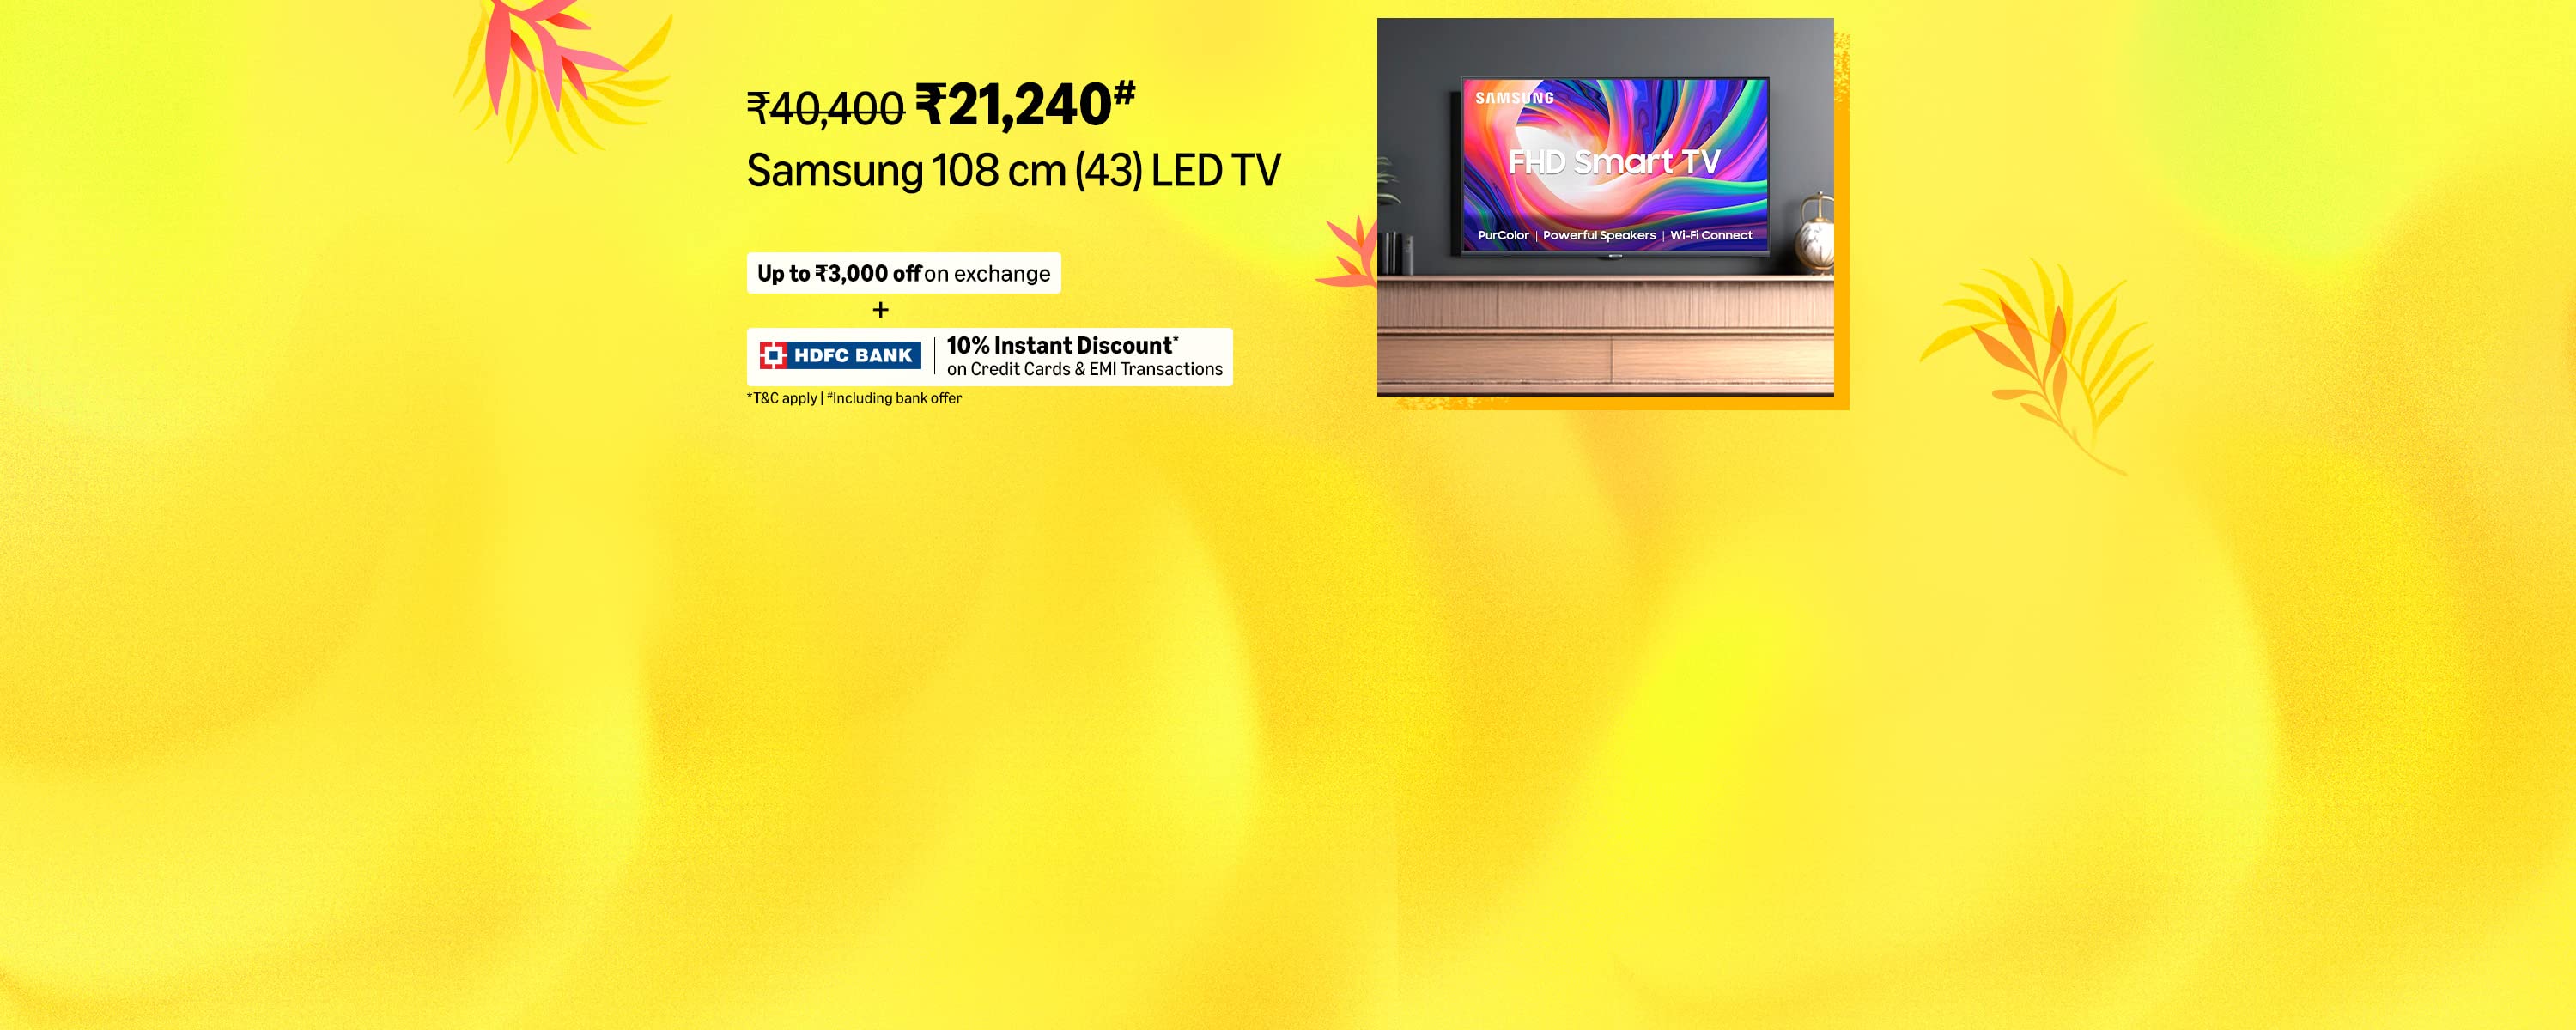 ₹40,400 ₹21,240#
Samsung 108 cm (43) LED TV
Up to ₹3,000 off on exchange
+
HDFC BANK | 10% Instant Discount*
on Credit Cards & EMI Transactions
*T&C apply | #Including bank offer
SAMSUNG
FHD Smart TV
PurColor | Powerful Speakers | Wi-Fi Connect